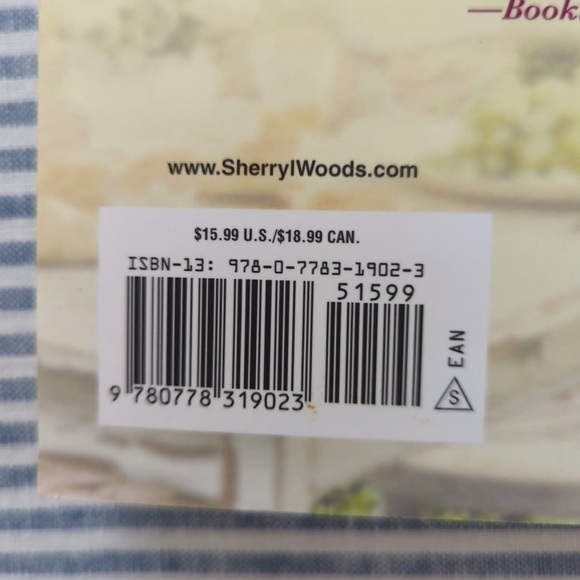 —Book
www.SherrylWoods.com
$15.99 U.S./$18.99 CAN.
ISBN-13: 978-0-7783-1902-3
51599
9 780778 319023
EAN
S